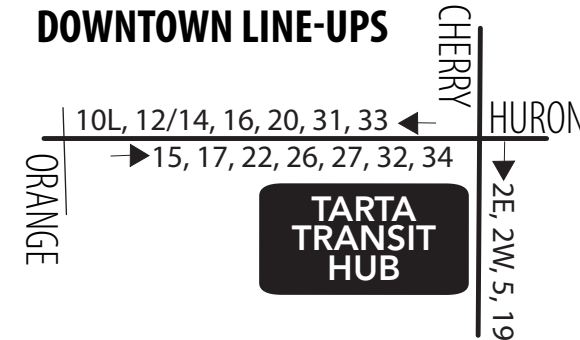 DOWNTOWN LINE-UPS
CHERRY
10L, 12/14, 16, 20, 31, 33
HURON
15, 17, 22, 26, 27, 32, 34
ORANGE
TARTA
TRANSIT
HUB
2E, 2W, 5, 19